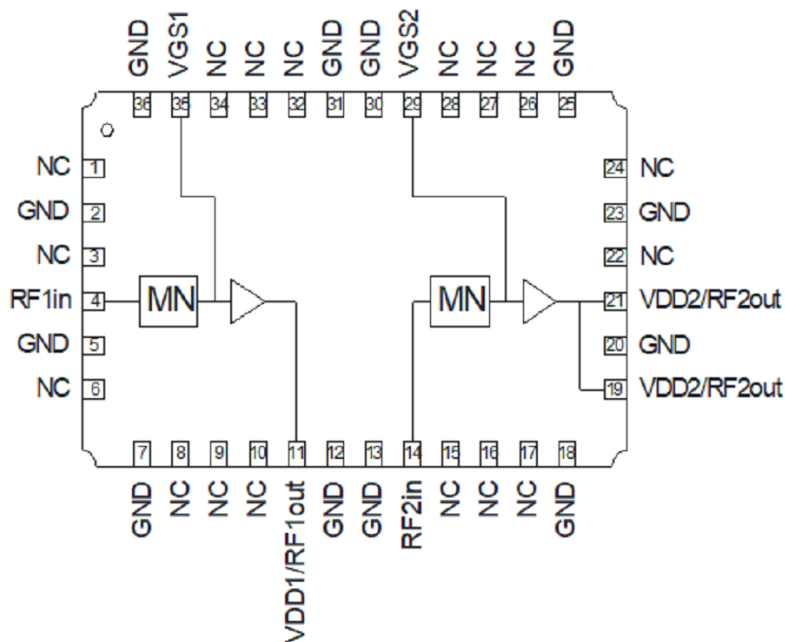 GND VGS1 NC NC NC GND GND VGS2 NC NC NC GND
36 35 34 33 32 31 30 29 28 27 26 25
NC 1
GND 2
NC 3
RF1in 4
GND 5
NC 6
MN
MN
24 NC
23 GND
22 NC
21 VDD2/RF2out
20 GND
19 VDD2/RF2out
7 8 9 10 11 12 13 14 15 16 17 18
GND NC NC NC VDD1/RF1out GND GND RF2in NC NC NC GND